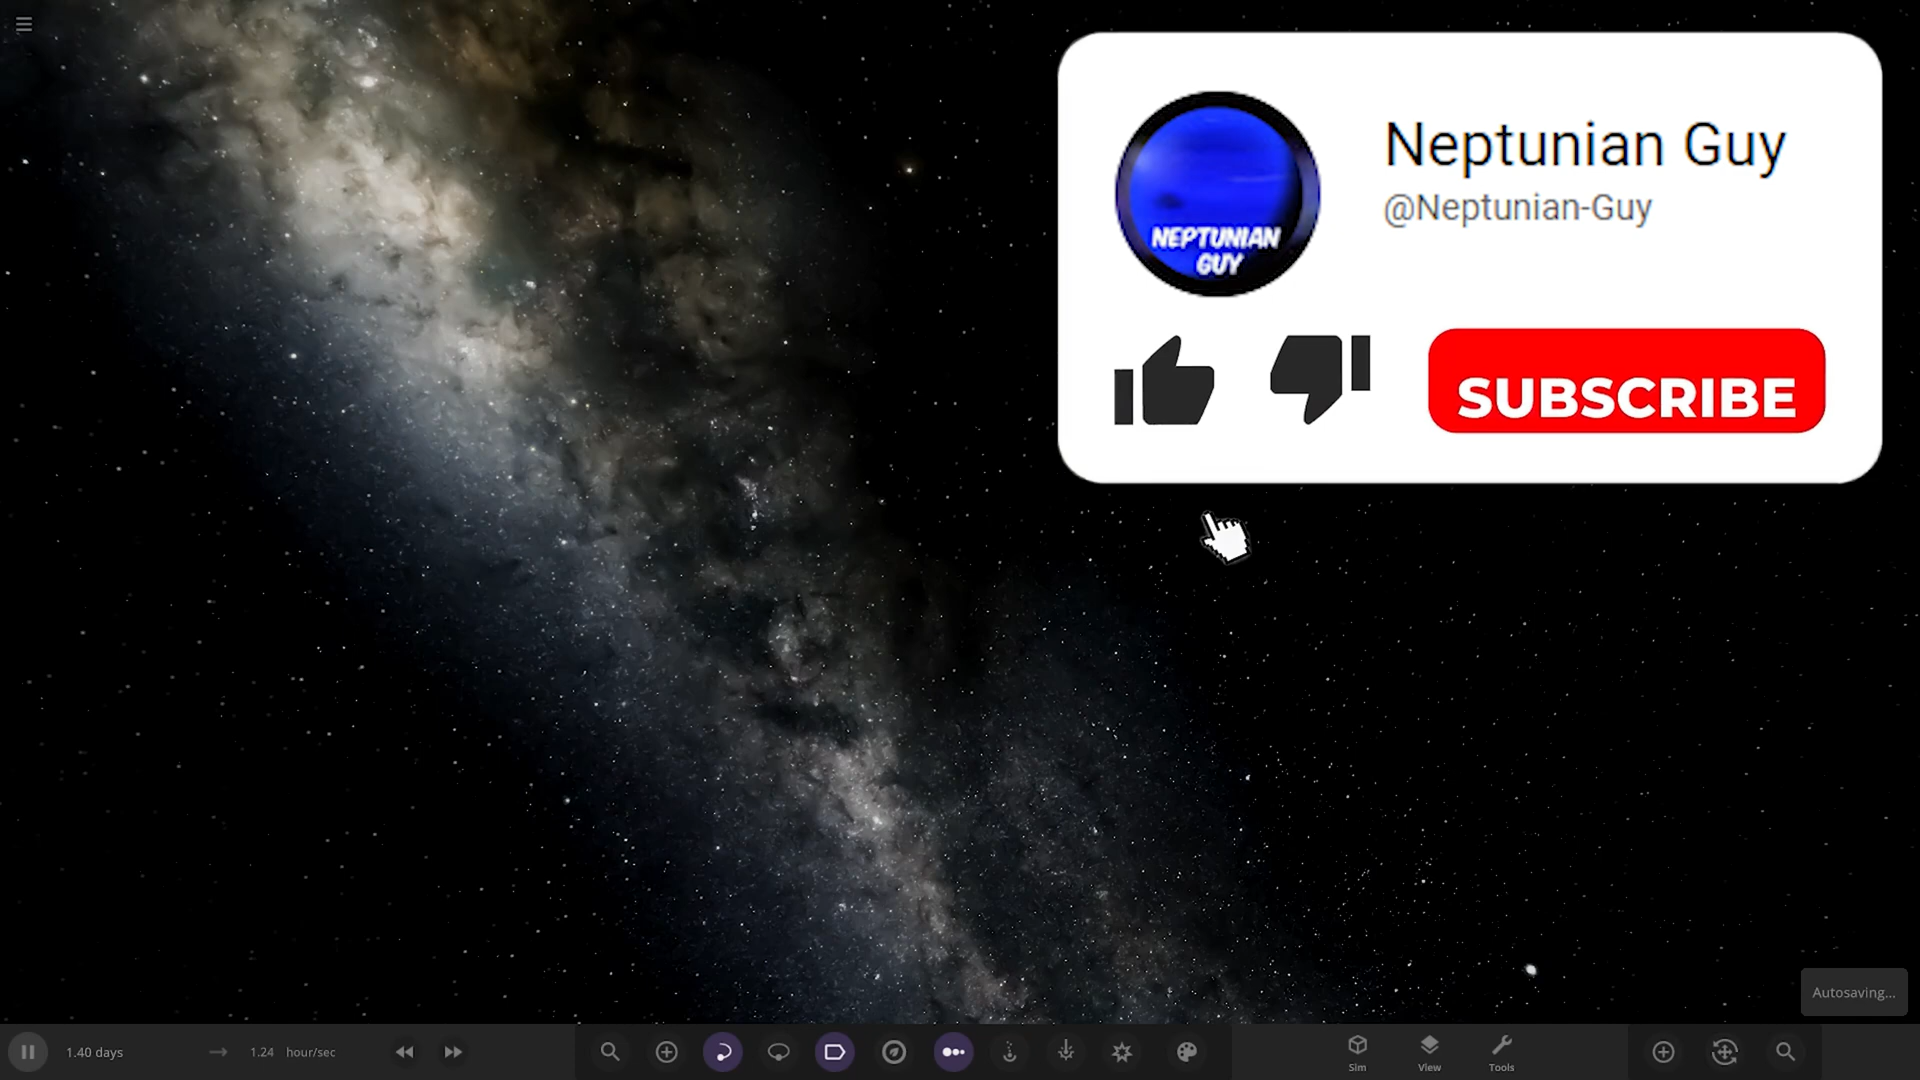 Neptunian Guy
@Neptunian-Guy
NEPTUNIAN
GUY
SUBSCRIBE
Autosaving...
1.40 days
1.24 hour/sec
Sim
View
Tools